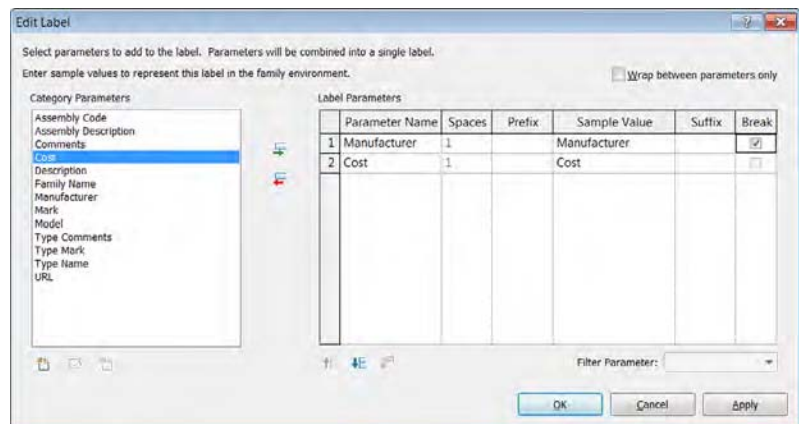 Edit Label
Select parameters to add to the label. Parameters will be combined into a single label.
Enter sample values to represent this label in the family environment.
Wrap between parameters only
Category Parameters
Assembly Code
Assembly Description
Comments
Cost
Description
Family Name
Manufacturer
Mark
Model
Type Comments
Type Mark
Type Name
URL
Label Parameters
Parameter Name Spaces Prefix Sample Value Suffix Break
1 Manufacturer 1 Manufacturer
2 Cost 1 Cost
Filter Parameter:
OK Cancel Apply